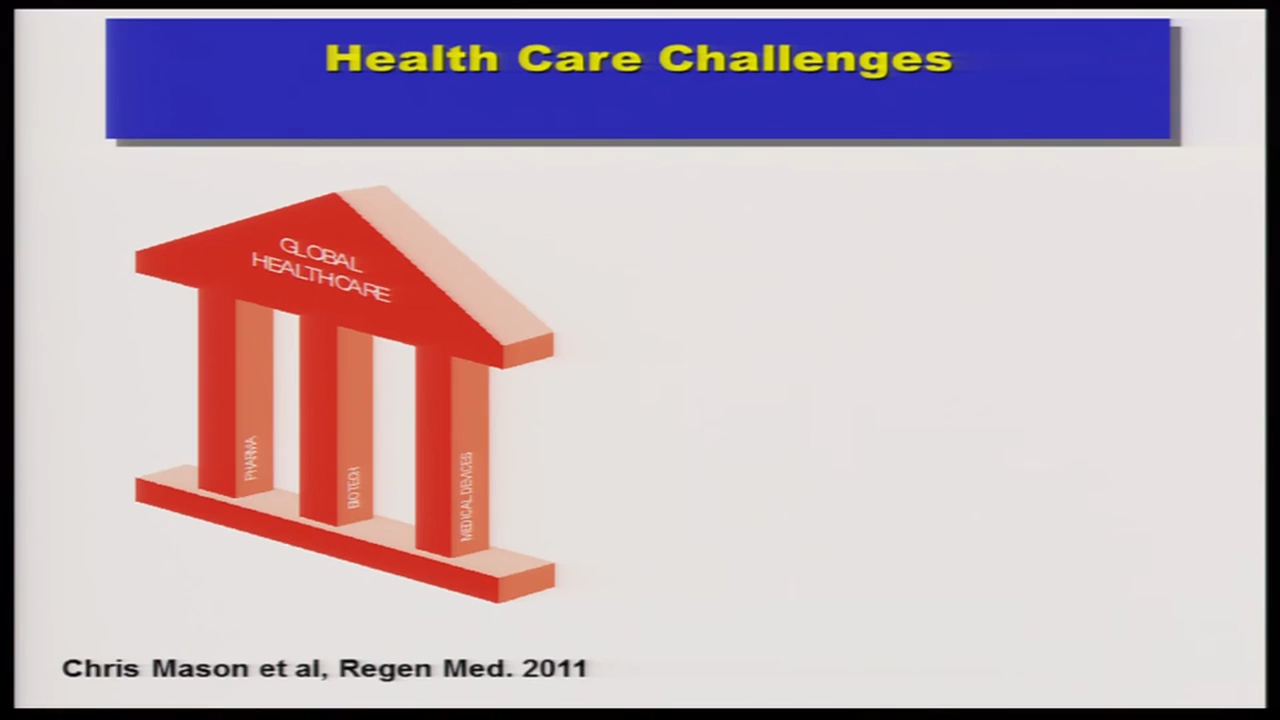 Health Care Challenges
GLOBAL
HEALTHCARE
PHARMA
BIOTECH
MEDICAL DEVICES
Chris Mason et al, Regen Med. 2011